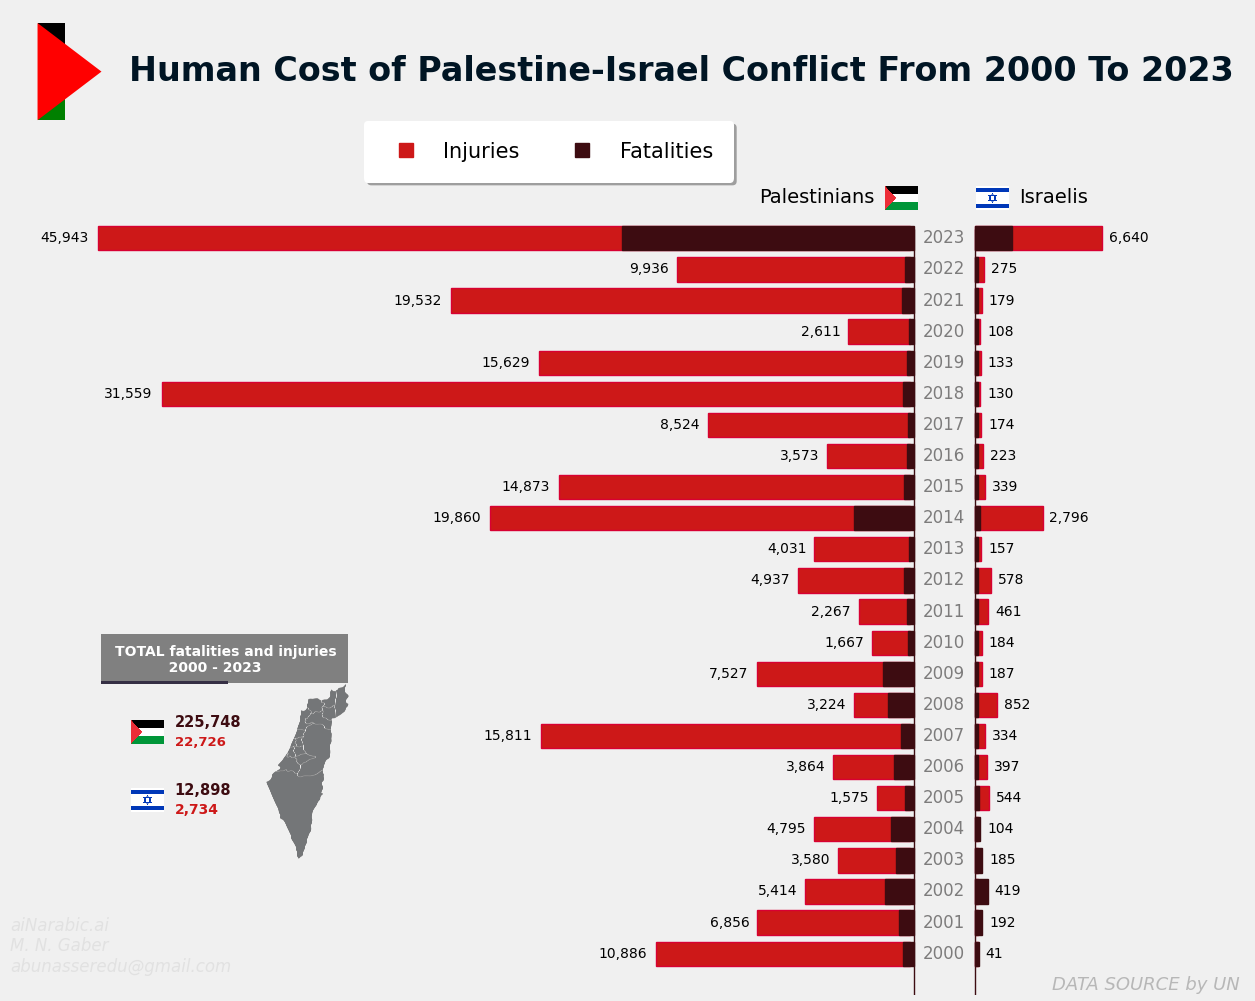 Human Cost of Palestine-Israel Conflict From 2000 To 2023
Injuries Fatalities
Palestinians Israelis
45,943 2023 6,640
9,936 2022 275
19,532 2021 179
2,611 2020 108
15,629 2019 133
31,559 2018 130
8,524 2017 174
3,573 2016 223
14,873 2015 339
19,860 2014 2,796
4,031 2013 157
4,937 2012 578
2,267 2011 461
1,667 2010 184
7,527 2009 187
3,224 2008 852
15,811 2007 334
3,864 2006 397
1,575 2005 544
4,795 2004 104
3,580 2003 185
5,414 2002 419
6,856 2001 192
10,886 2000 41
TOTAL fatalities and injuries
2000 - 2023
225,748
22,726
12,898
2,734
aiNarabic.ai
M. N. Gaber
abunasseredu@gmail.com
DATA SOURCE by UN